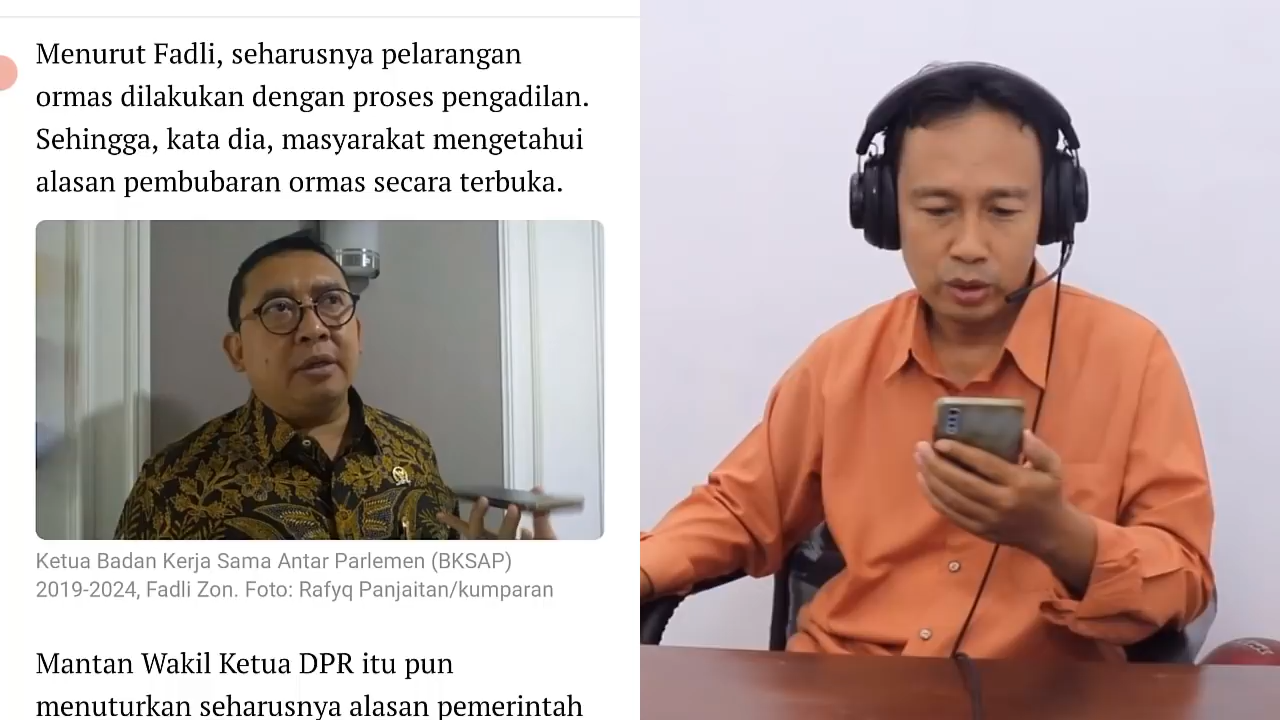 Menurut Fadli, seharusnya pelarangan
ormas dilakukan dengan proses pengadilan.
Sehingga, kata dia, masyarakat mengetahui
alasan pembubaran ormas secara terbuka.
Ketua Badan Kerja Sama Antar Parlemen (BKSAP)
2019-2024, Fadli Zon. Foto: Rafyq Panjaitan/kumparan
Mantan Wakil Ketua DPR itu pun
menuturkan seharusnya alasan pemerintah